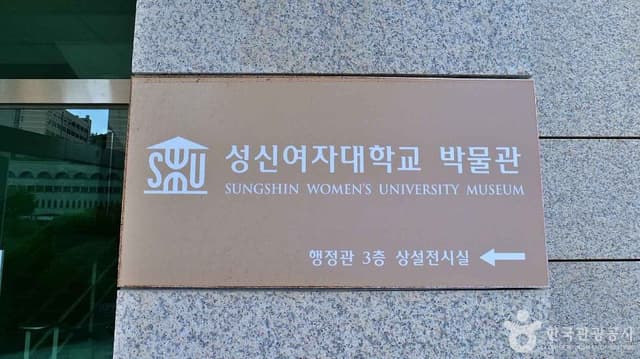 SWU
성신여자대학교 박물관
SUNGSHIN WOMEN'S UNIVERSITY MUSEUM
행정관 3층 상설전시실
한국관광공사